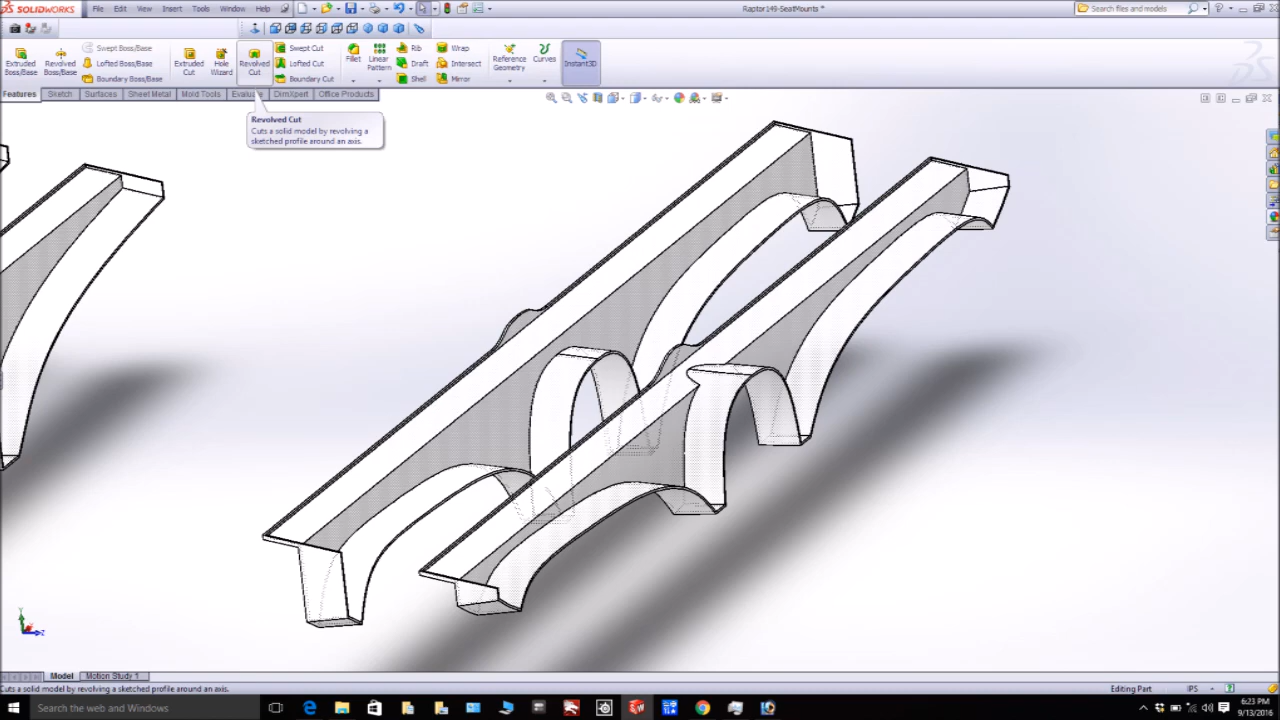 SOLIDWORKS File Edit View Insert Tools Window Help Raptor149-SeatMounts * Search files and models
Extruded Boss/Base
Revolved Boss/Base
Swept Boss/Base
Lofted Boss/Base
Boundary Boss/Base
Extruded Cut
Hole Wizard
Revolved Cut
Swept Cut
Lofted Cut
Boundary Cut
Fillet
Linear Pattern
Rib
Draft
Shell
Wrap
Intersect
Mirror
Reference Geometry
Curves
Instant3D
Features Sketch Surfaces Sheet Metal Mold Tools Evaluate DimXpert Office Products
Revolved Cut
Cuts a solid model by revolving a
sketched profile around an axis.
Y
Z
Model Motion Study 1
Cuts a solid model by revolving a sketched profile around an axis. Editing Part IPS
Search the web and Windows
6:23 PM
9/13/2016